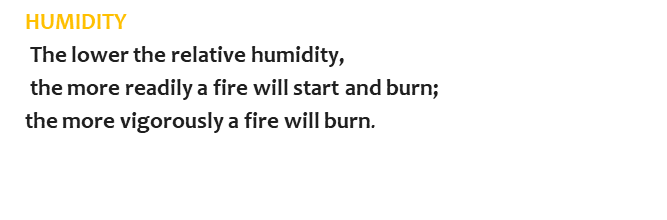 HUMIDITY
The lower the relative humidity,
the more readily a fire will start and burn;
the more vigorously a fire will burn.